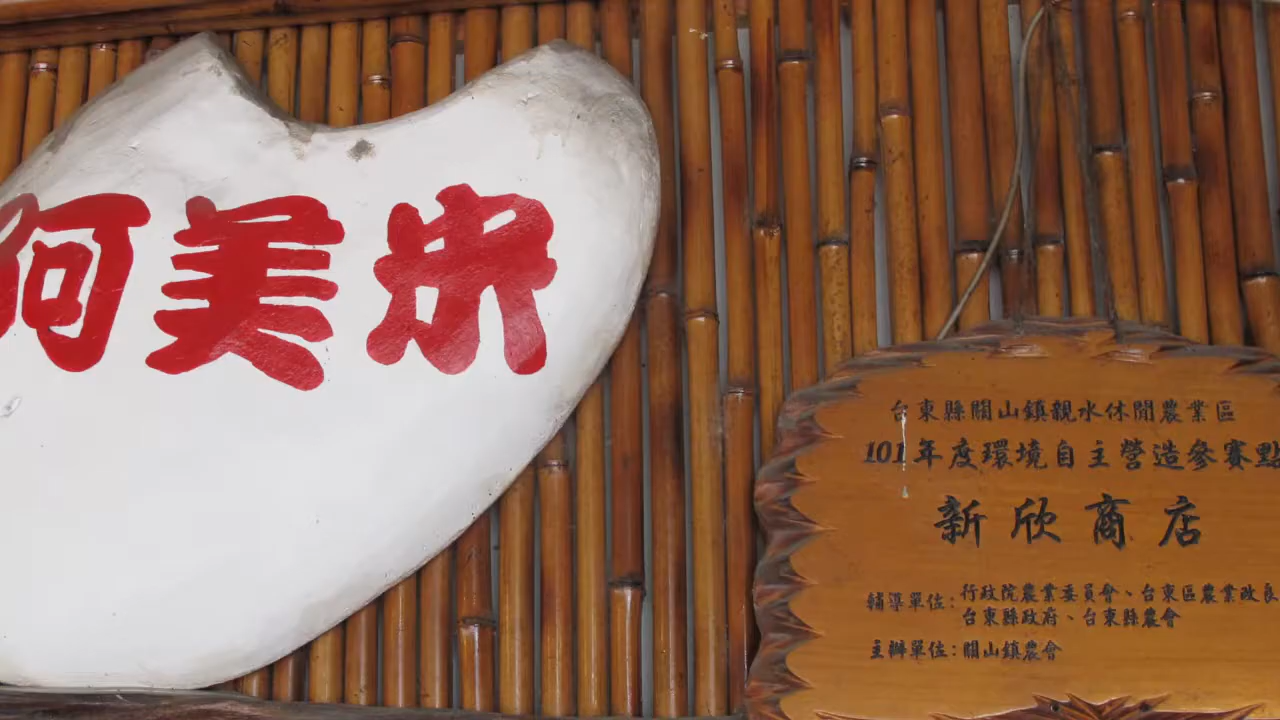 阿美米
台東縣關山鎮親水休閒農業區
101年度環境自主營造參賽點
新欣商店
輔導單位：行政院農業委員會、台東區農業改良
台東縣政府、台東縣農會
主辦單位：關山鎮農會